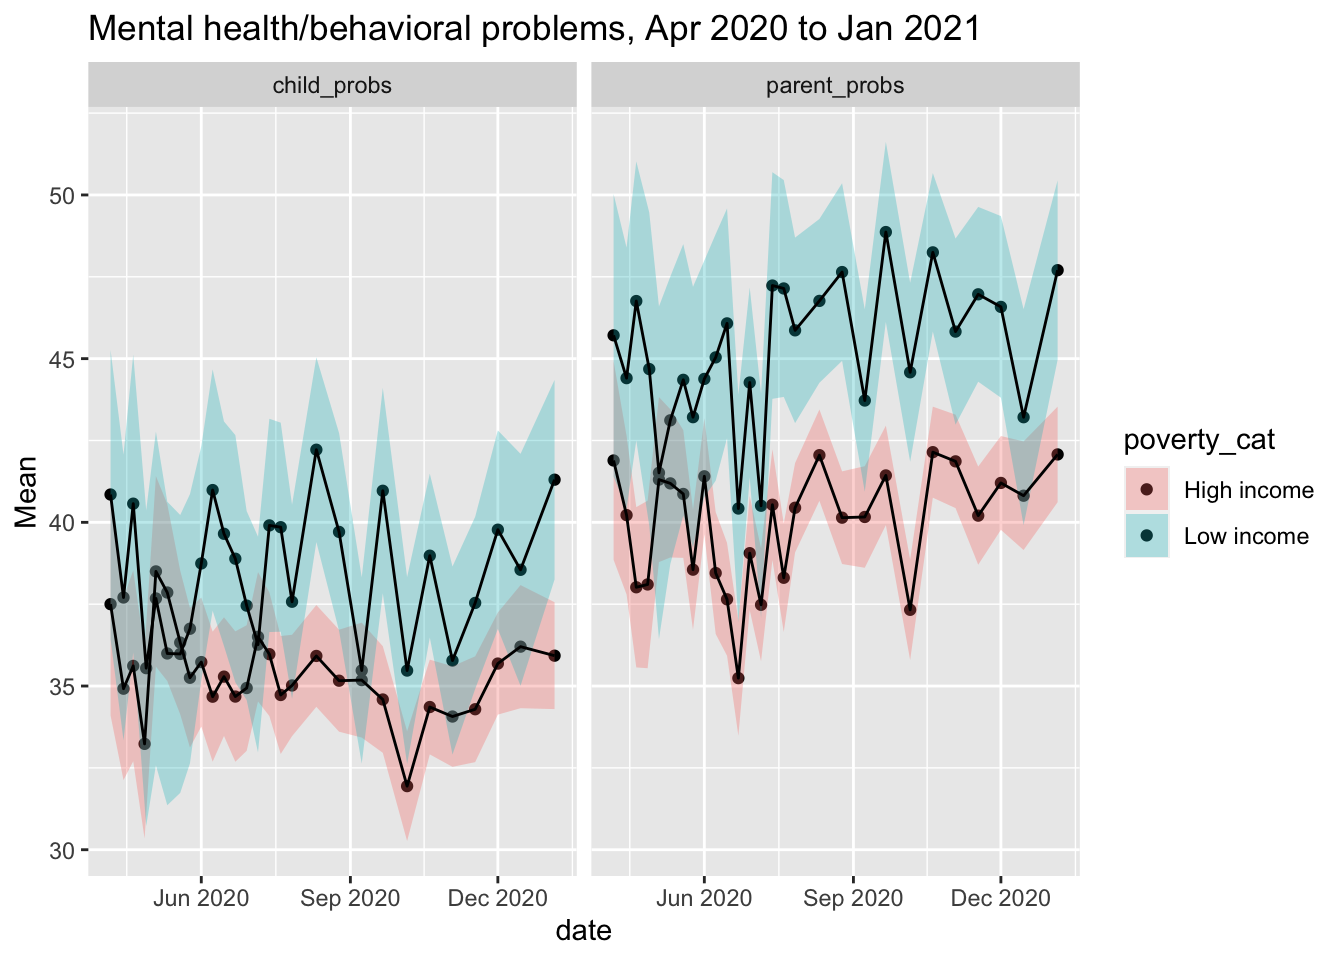 Mental health/behavioral problems, Apr 2020 to Jan 2021
child_probs
parent_probs
50
45
40
35
30
Mean
Jun 2020
Sep 2020
Dec 2020
Jun 2020
Sep 2020
Dec 2020
date
poverty_cat
High income
Low income